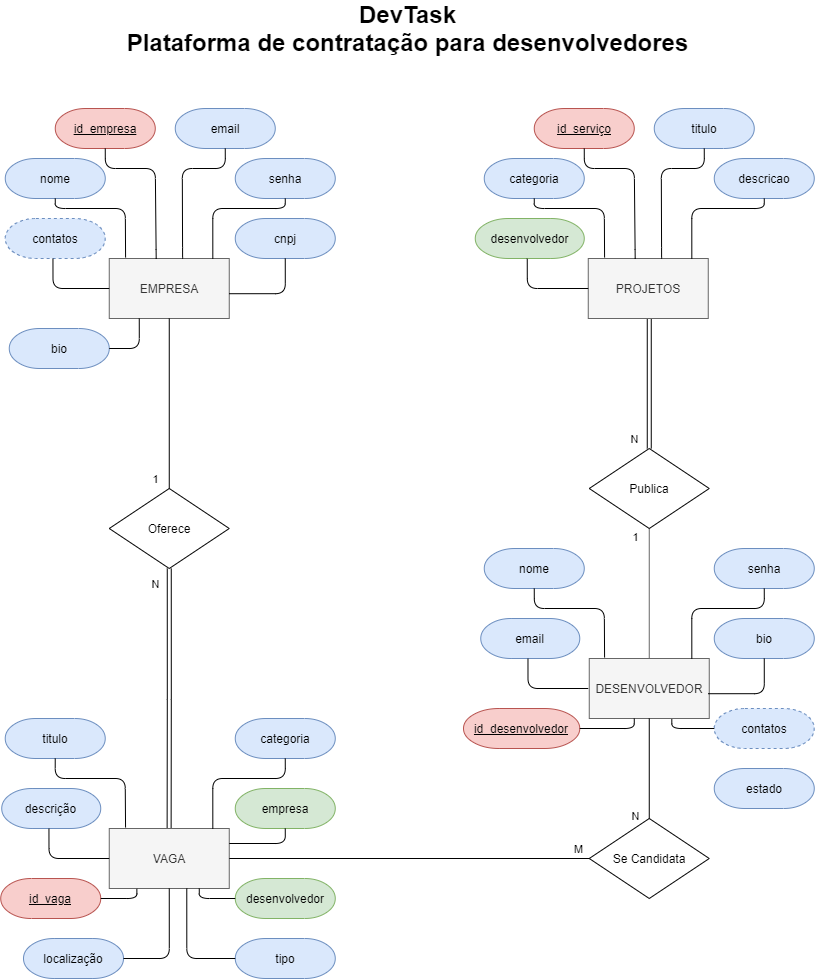 DevTask
Plataforma de contratação para desenvolvedores
id_empresa
email
nome
senha
contatos
cnpj
EMPRESA
bio
1
Oferece
N
titulo
categoria
descrição
empresa
VAGA
id_vaga
desenvolvedor
localização
tipo
id_serviço
titulo
categoria
descricao
desenvolvedor
PROJETOS
N
Publica
1
nome
senha
email
bio
DESENVOLVEDOR
id_desenvolvedor
contatos
estado
N
M
Se Candidata